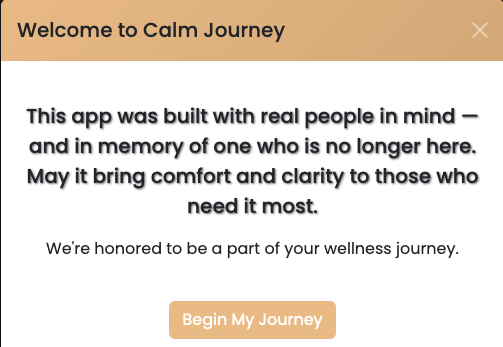 Welcome to Calm Journey
This app was built with real people in mind —
and in memory of one who is no longer here.
May it bring comfort and clarity to those who
need it most.
We're honored to be a part of your wellness journey.
Begin My Journey